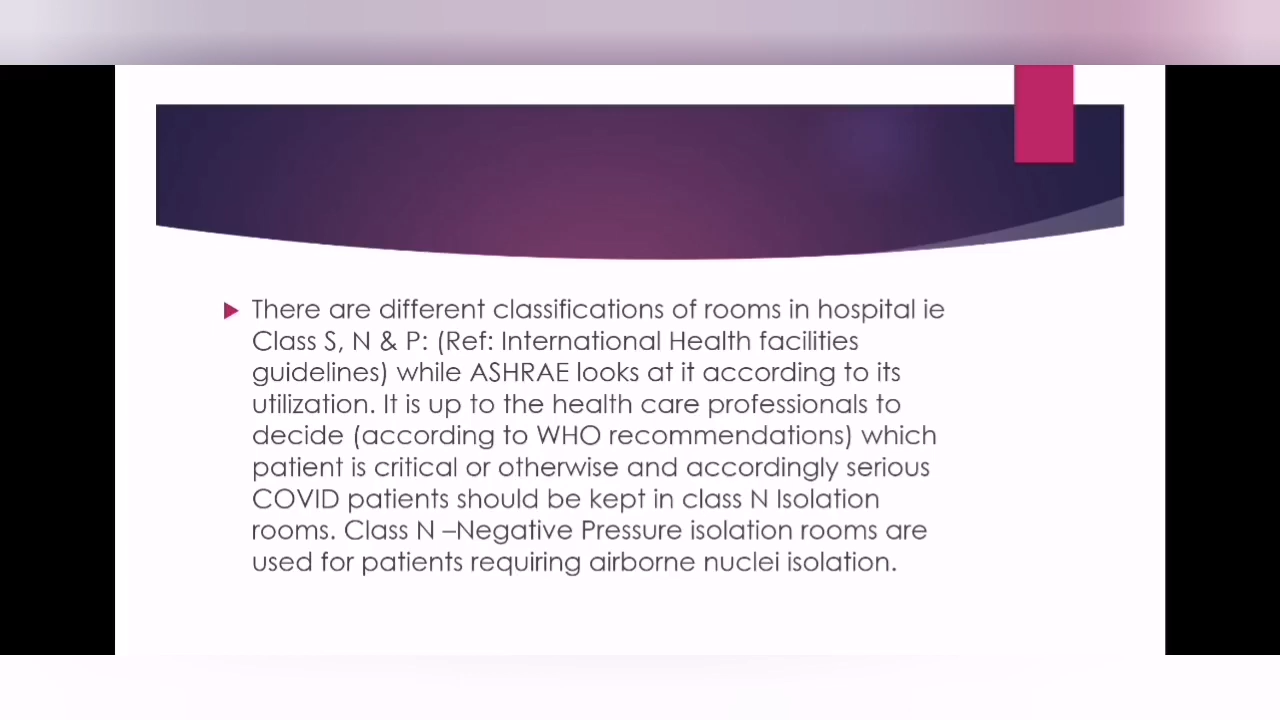 There are different classifications of rooms in hospital ie
Class S, N & P: (Ref: International Health facilities
guidelines) while ASHRAE looks at it according to its
utilization. It is up to the health care professionals to
decide (according to WHO recommendations) which
patient is critical or otherwise and accordingly serious
COVID patients should be kept in class N Isolation
rooms. Class N –Negative Pressure isolation rooms are
used for patients requiring airborne nuclei isolation.